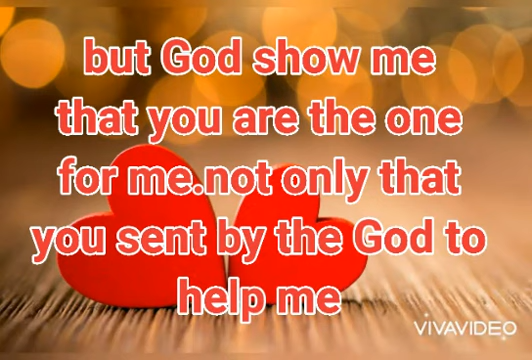 but God show me
that you are the one
for me.not only that
you sent by the God to
help me
VIVAVIDEO